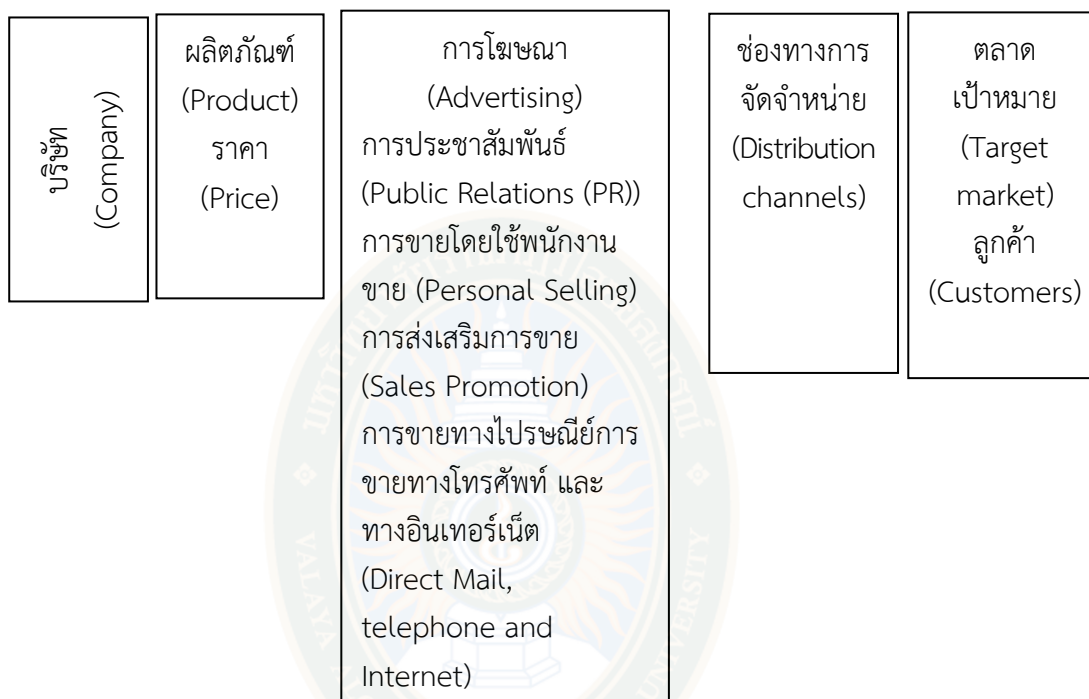 บริษัท
(Company)
ผลิตภัณฑ์
(Product)
ราคา
(Price)
การโฆษณา
(Advertising)
การประชาสัมพันธ์
(Public Relations (PR))
การขายโดยใช้พนักงาน
ขาย (Personal Selling)
การส่งเสริมการขาย
(Sales Promotion)
การขายทางไปรษณีย์การ
ขายทางโทรศัพท์ และ
ทางอินเทอร์เน็ต
(Direct Mail,
telephone and
Internet)
ช่องทางการ
จัดจำหน่าย
(Distribution
channels)
ตลาด
เป้าหมาย
(Target
market)
ลูกค้า
(Customers)
VALAYA
UNIVERSITY